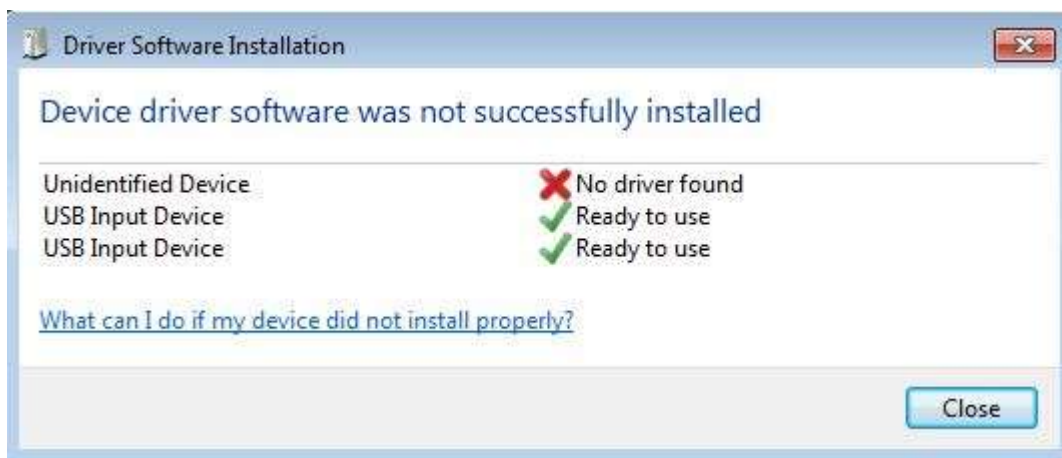 Driver Software Installation
Device driver software was not successfully installed
Unidentified Device No driver found
USB Input Device Ready to use
USB Input Device Ready to use
What can I do if my device did not install properly?
Close